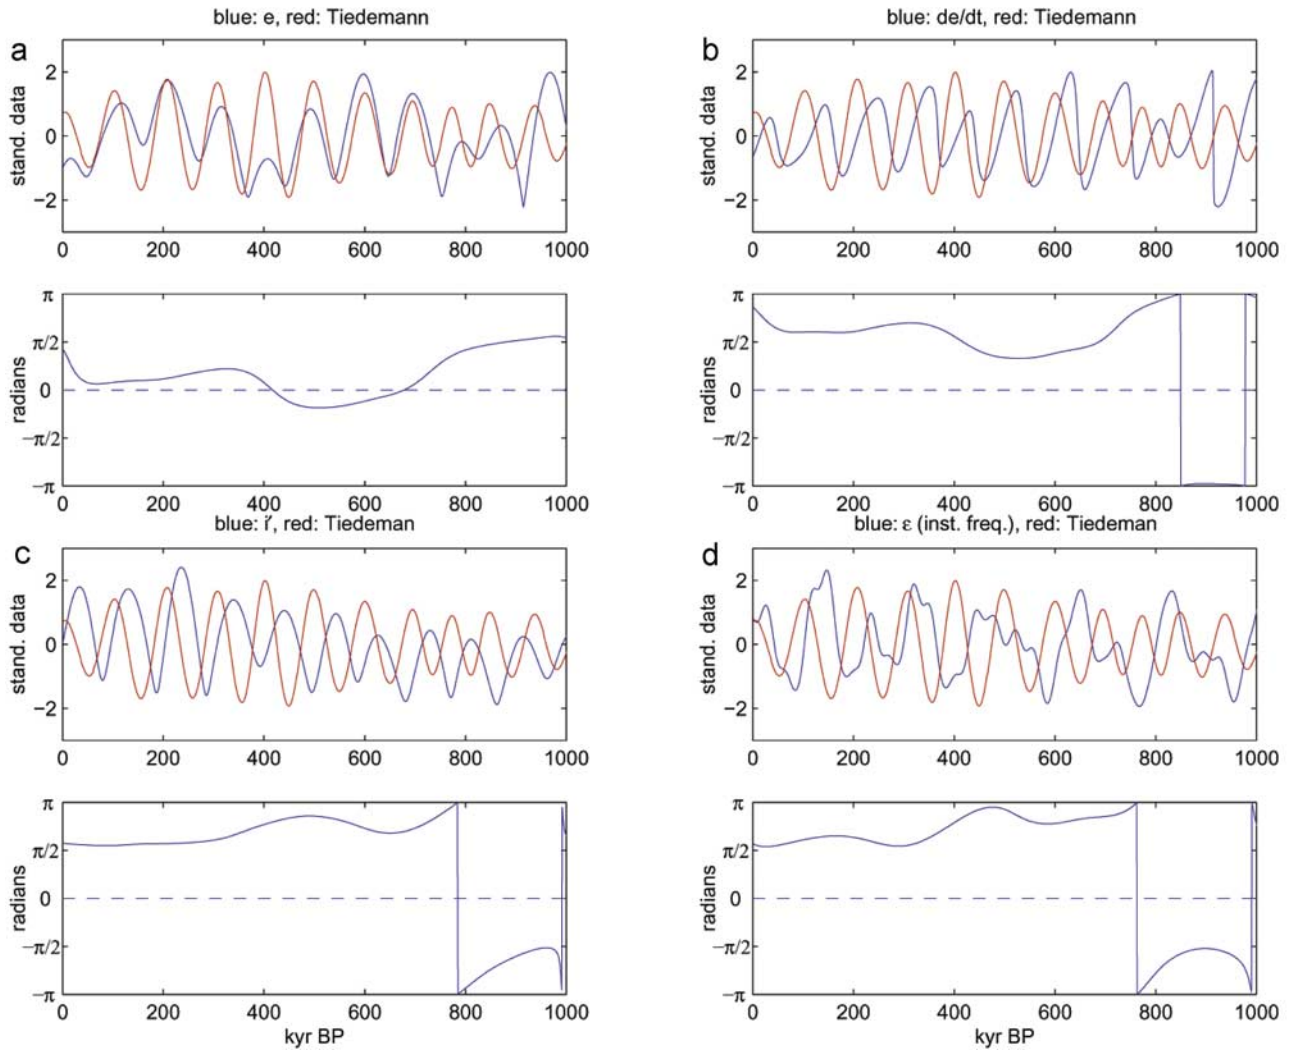 blue: e, red: Tiedemann
a
stand. data
2
0
−2
0 200 400 600 800 1000
radians
π
π/2
0
−π/2
−π
0 200 400 600 800 1000
blue: de/dt, red: Tiedemann
b
stand. data
2
0
−2
0 200 400 600 800 1000
radians
π
π/2
0
−π/2
−π
0 200 400 600 800 1000
blue: i′, red: Tiedeman
c
stand. data
2
0
−2
0 200 400 600 800 1000
radians
π
π/2
0
−π/2
−π
0 200 400 600 800 1000
kyr BP
blue: ε (inst. freq.), red: Tiedeman
d
stand. data
2
0
−2
0 200 400 600 800 1000
radians
π
π/2
0
−π/2
−π
0 200 400 600 800 1000
kyr BP